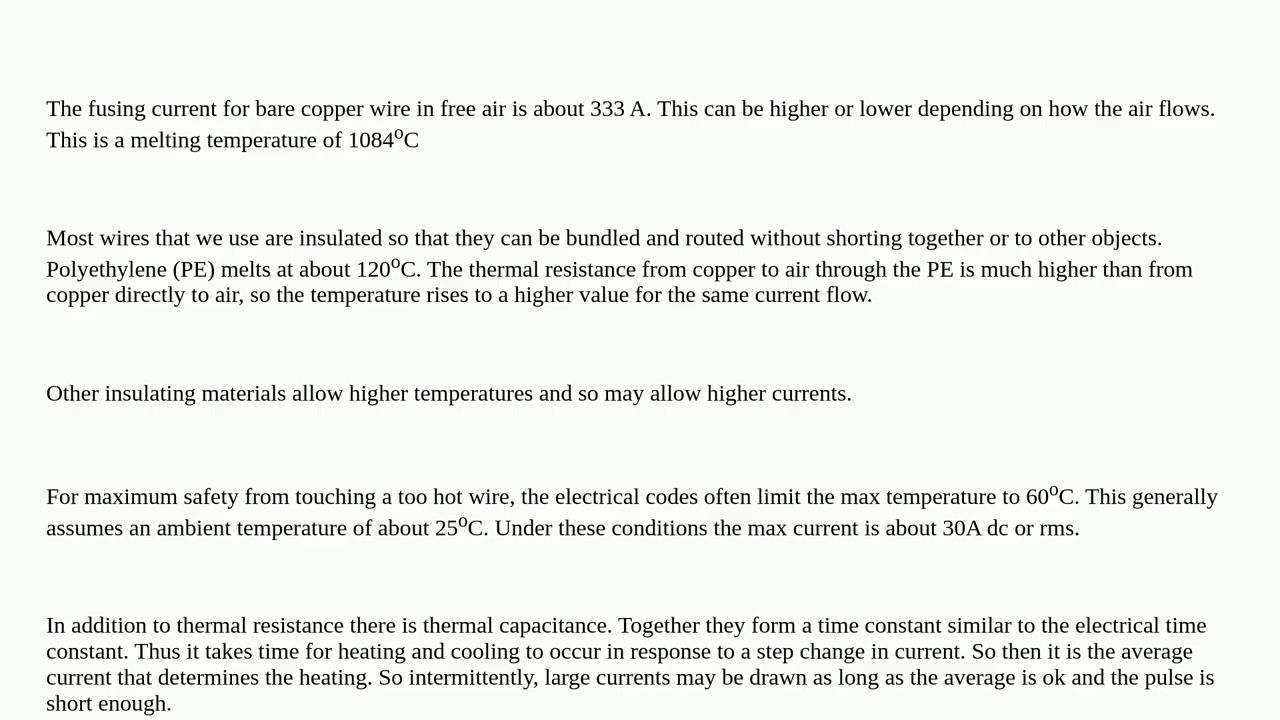 The fusing current for bare copper wire in free air is about 333 A. This can be higher or lower depending on how the air flows.
This is a melting temperature of 1084ºC
Most wires that we use are insulated so that they can be bundled and routed without shorting together or to other objects.
Polyethylene (PE) melts at about 120ºC. The thermal resistance from copper to air through the PE is much higher than from
copper directly to air, so the temperature rises to a higher value for the same current flow.
Other insulating materials allow higher temperatures and so may allow higher currents.
For maximum safety from touching a too hot wire, the electrical codes often limit the max temperature to 60ºC. This generally
assumes an ambient temperature of about 25ºC. Under these conditions the max current is about 30A dc or rms.
In addition to thermal resistance there is thermal capacitance. Together they form a time constant similar to the electrical time
constant. Thus it takes time for heating and cooling to occur in response to a step change in current. So then it is the average
current that determines the heating. So intermittently, large currents may be drawn as long as the average is ok and the pulse is
short enough.